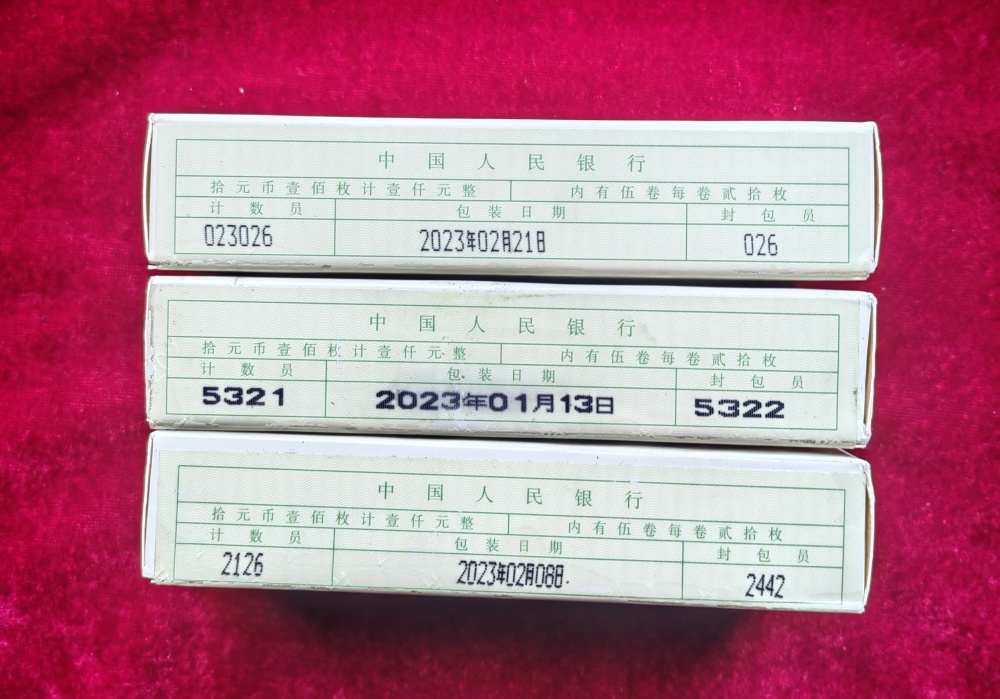 中国人民银行
拾元币壹佰枚计壹仟元整 内有伍卷每卷贰拾枚
计数员 包装日期 封包员
023026 2023年02月21日 026
中国人民银行
拾元币壹佰枚计壹仟元整 内有伍卷每卷贰拾枚
计数员 包装日期 封包员
5321 2023年01月13日 5322
中国人民银行
拾元币壹佰枚计壹仟元整 内有伍卷每卷贰拾枚
计数员 包装日期 封包员
2126 2023年02月08日 2442